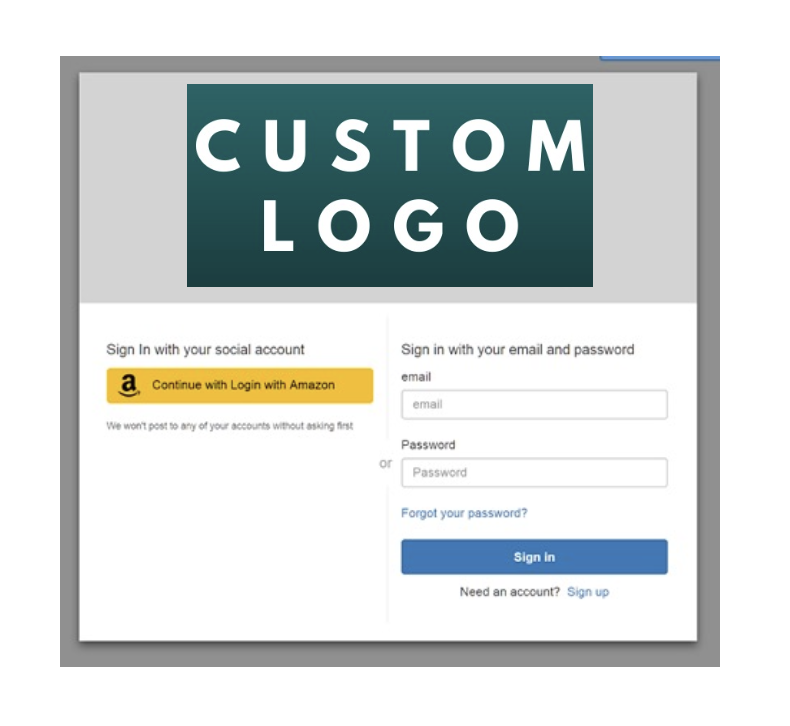 CUSTOM
LOGO
Sign In with your social account
a Continue with Login with Amazon
We won't post to any of your accounts without asking first
or
Sign in with your email and password
email
email
Password
Password
Forgot your password?
Sign in
Need an account? Sign up